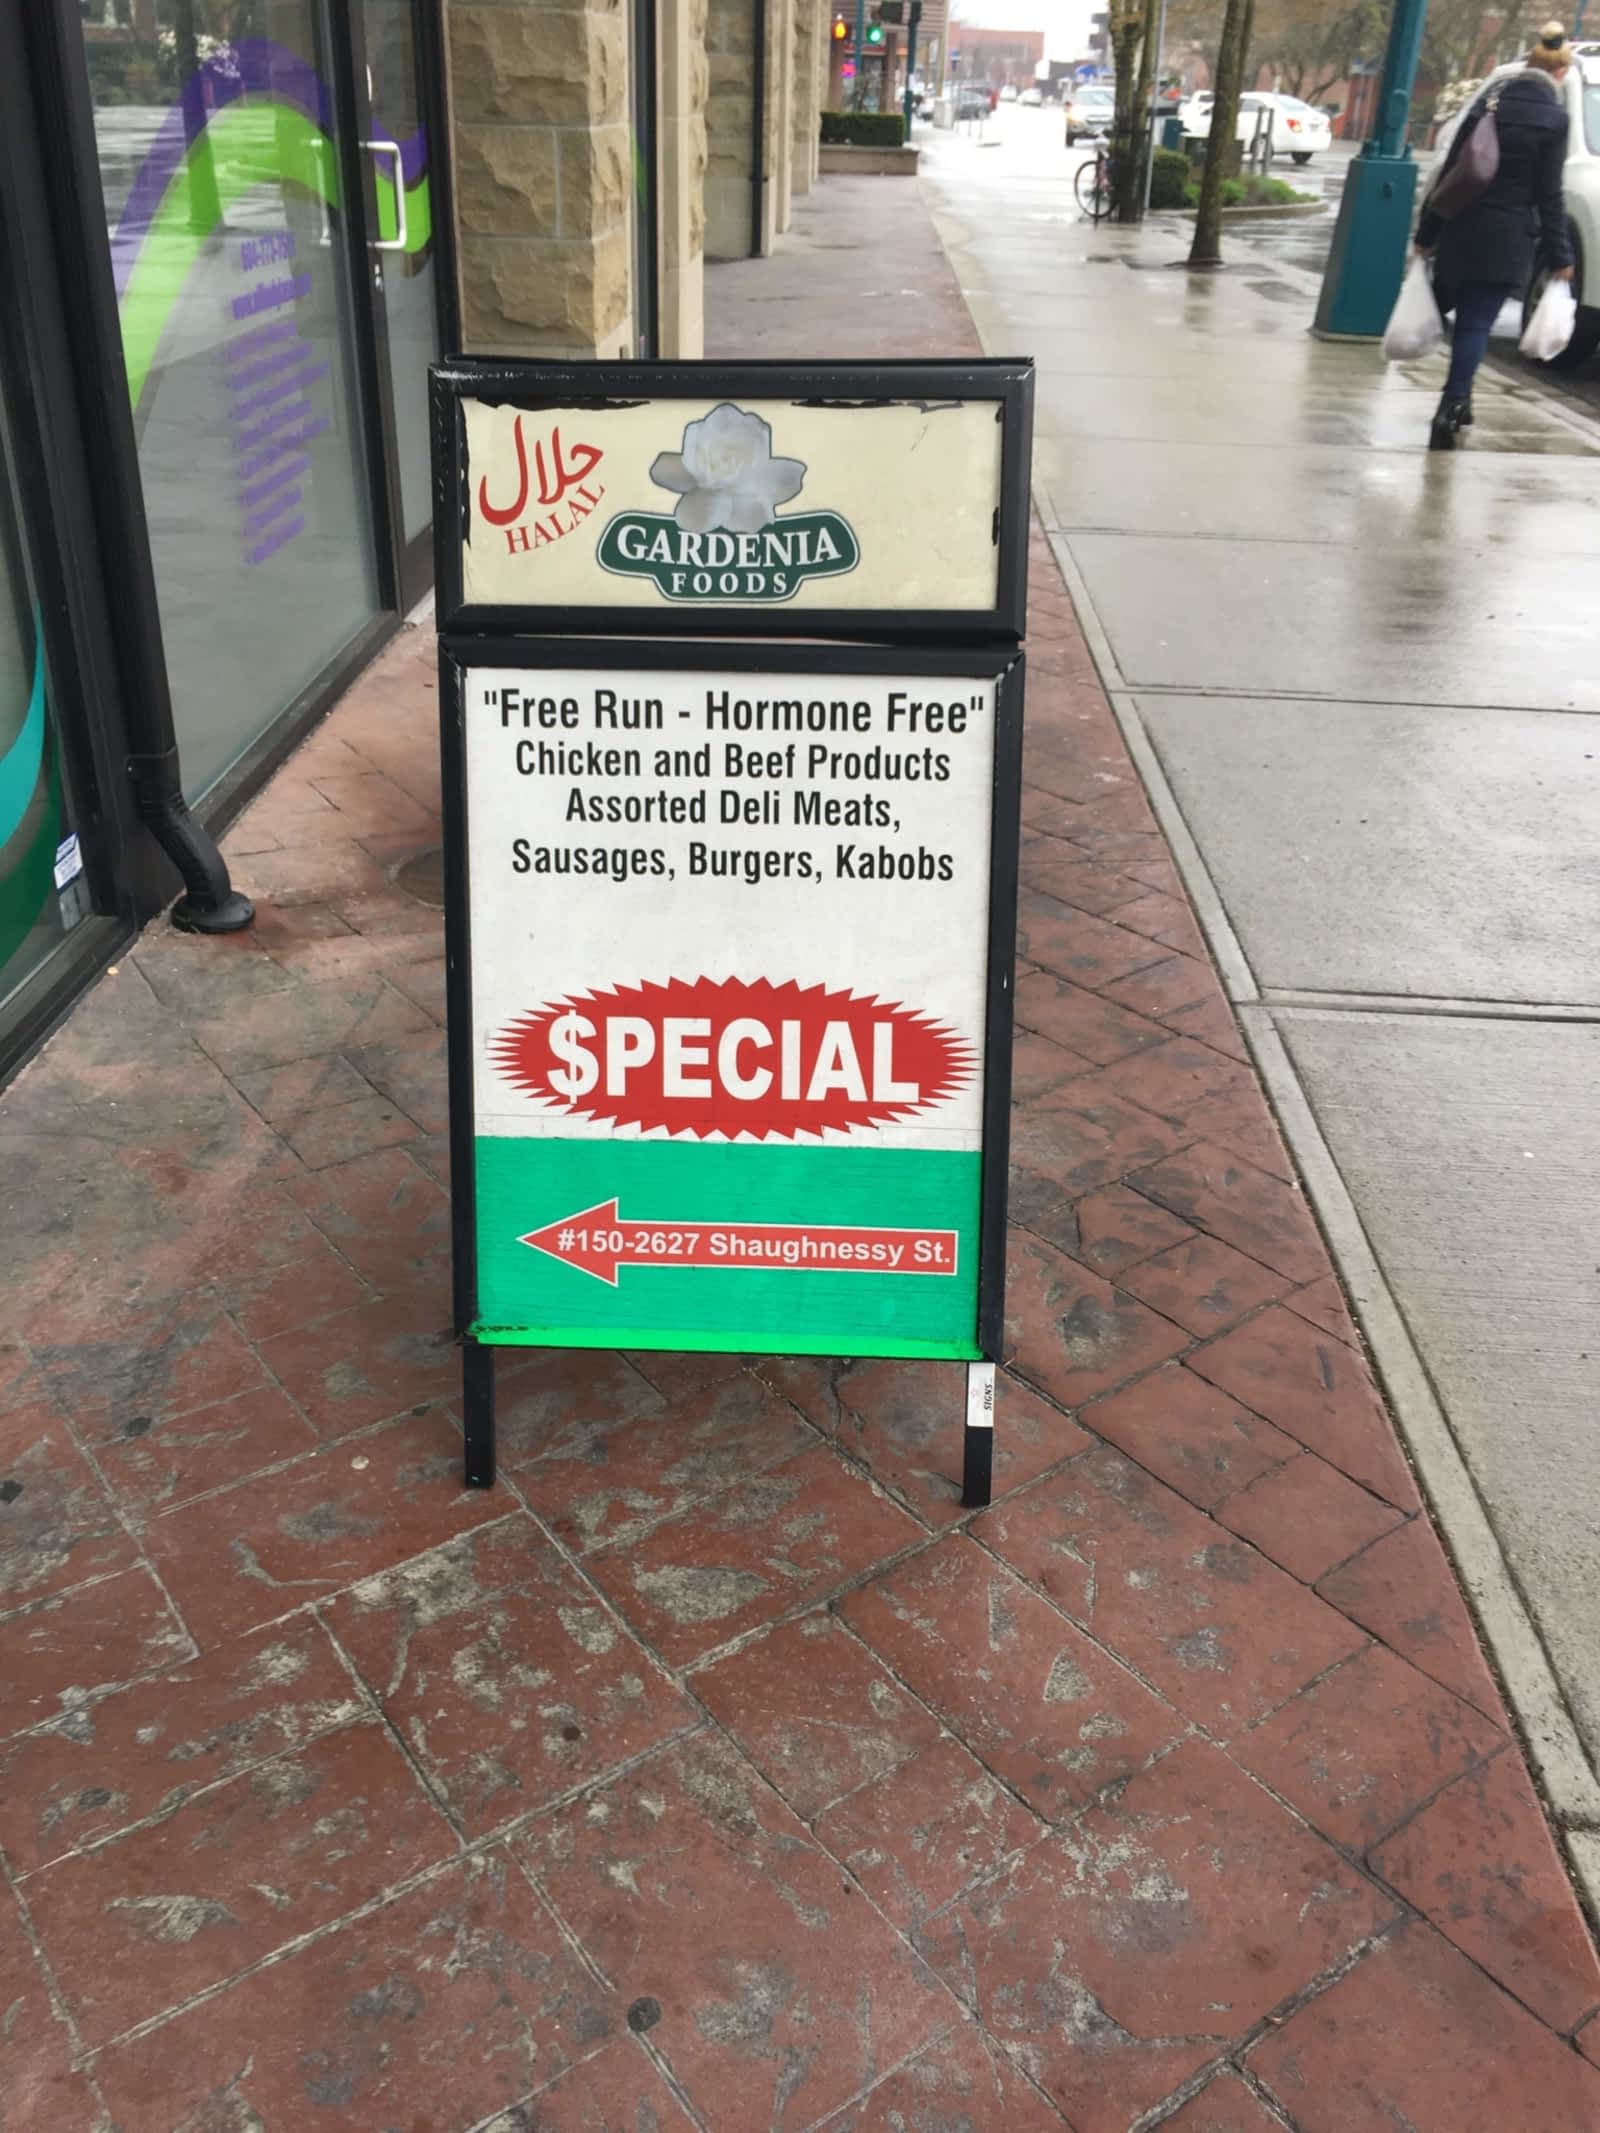 حلال
HALAL
GARDENIA
FOODS
"Free Run - Hormone Free"
Chicken and Beef Products
Assorted Deli Meats,
Sausages, Burgers, Kabobs
$PECIAL
#150-2627 Shaughnessy St.
SIGNS